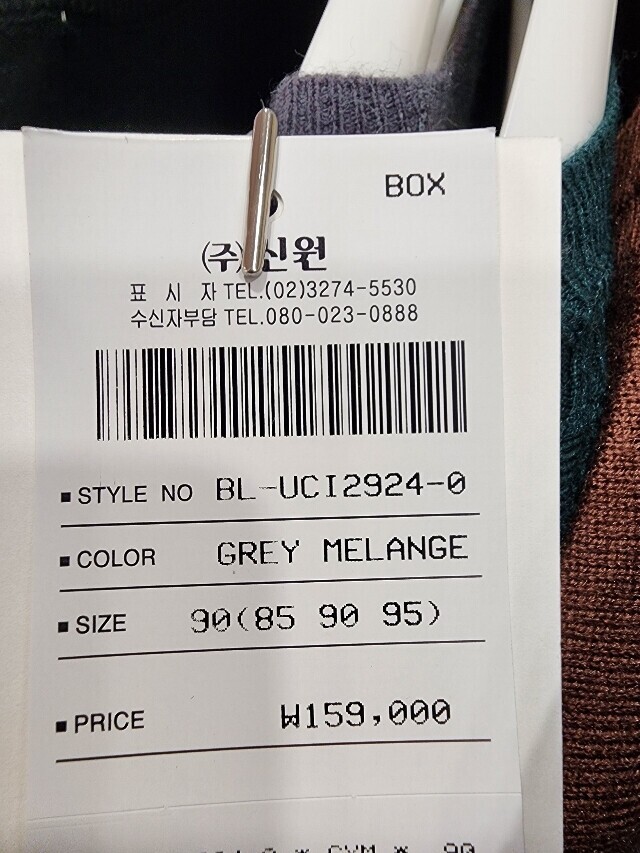 BOX
(주)신원
표 시 자 TEL.(02)3274-5530
수신자부담 TEL.080-023-0888
■ STYLE NO BL-UCI2924-0
■ COLOR GREY MELANGE
■ SIZE 90(85 90 95)
■ PRICE ₩159,000